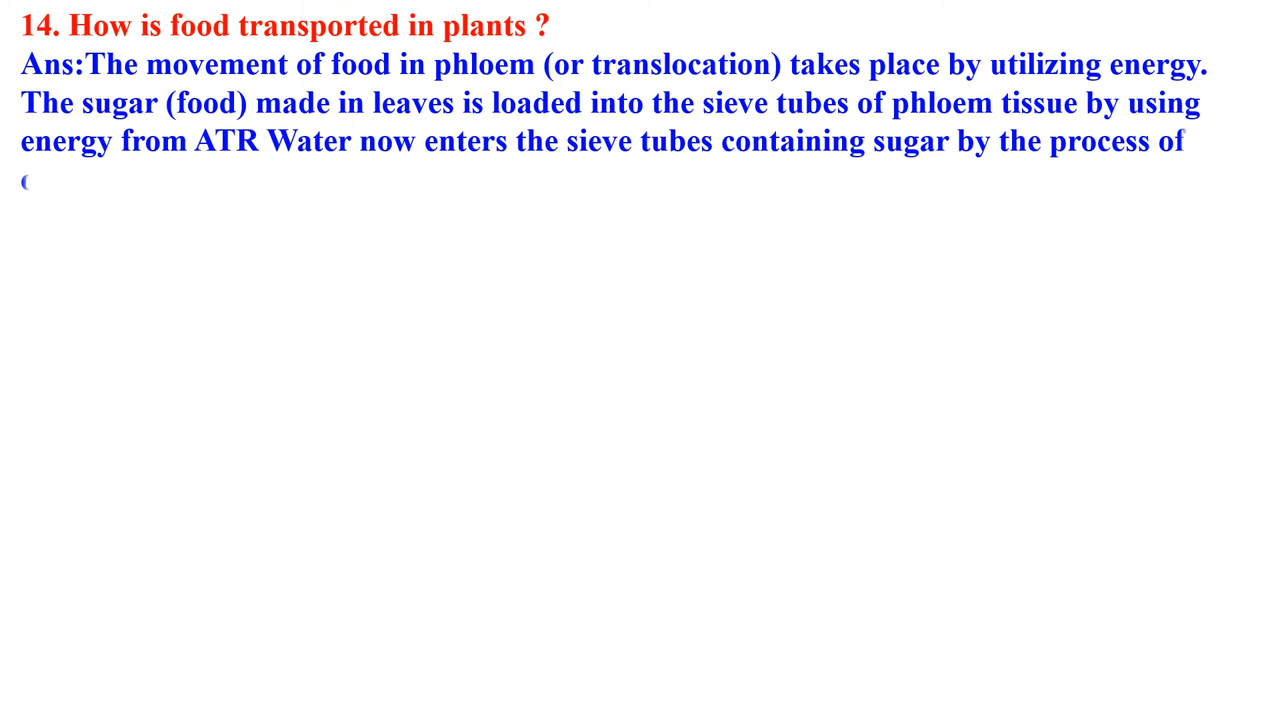 14. How is food transported in plants ?
Ans:The movement of food in phloem (or translocation) takes place by utilizing energy.
The sugar (food) made in leaves is loaded into the sieve tubes of phloem tissue by using
energy from ATR Water now enters the sieve tubes containing sugar by the process of